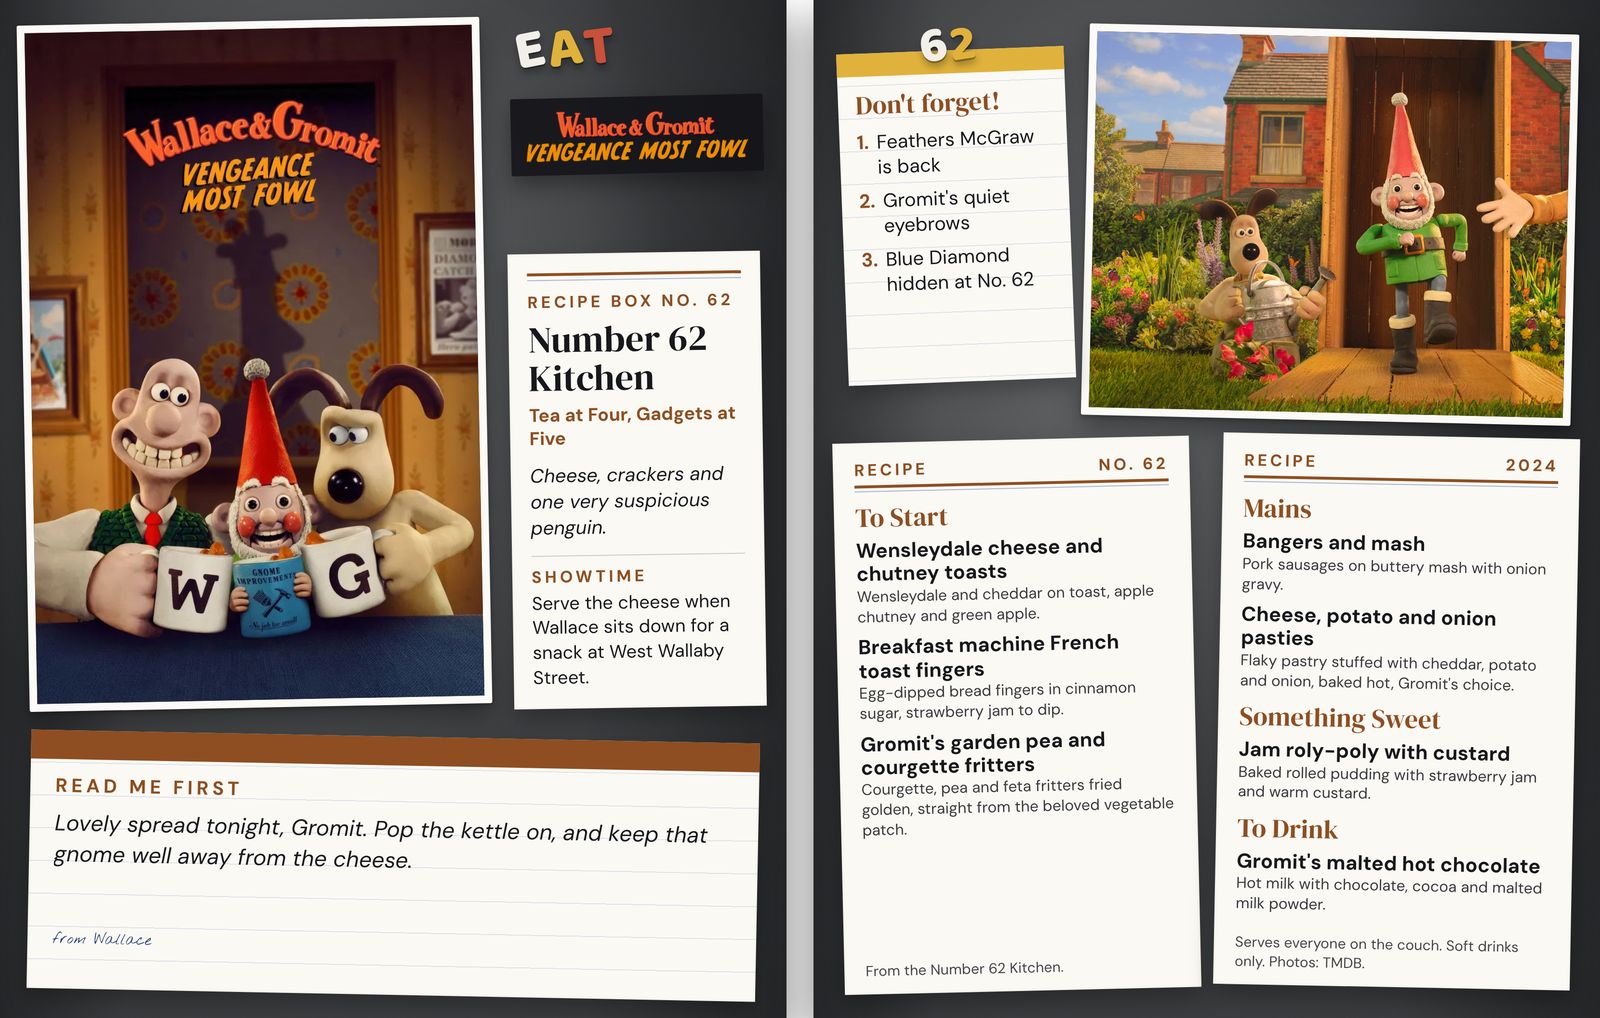 Wallace & Gromit
VENGEANCE
MOST FOWL
W
GNOME
IMPROVEMENTS
No job too small
G
EAT
Wallace & Gromit
VENGEANCE MOST FOWL
RECIPE BOX NO. 62
Number 62
Kitchen
Tea at Four, Gadgets at
Five
Cheese, crackers and
one very suspicious
penguin.
SHOWTIME
Serve the cheese when
Wallace sits down for a
snack at West Wallaby
Street.
READ ME FIRST
Lovely spread tonight, Gromit. Pop the kettle on, and keep that
gnome well away from the cheese.
from Wallace
62
Don't forget!
1. Feathers McGraw
is back
2. Gromit's quiet
eyebrows
3. Blue Diamond
hidden at No. 62
RECIPE NO. 62
To Start
Wensleydale cheese and
chutney toasts
Wensleydale and cheddar on toast, apple
chutney and green apple.
Breakfast machine French
toast fingers
Egg-dipped bread fingers in cinnamon
sugar, strawberry jam to dip.
Gromit's garden pea and
courgette fritters
Courgette, pea and feta fritters fried
golden, straight from the beloved vegetable
patch.
From the Number 62 Kitchen.
RECIPE 2024
Mains
Bangers and mash
Pork sausages on buttery mash with onion
gravy.
Cheese, potato and onion
pasties
Flaky pastry stuffed with cheddar, potato
and onion, baked hot, Gromit's choice.
Something Sweet
Jam roly-poly with custard
Baked rolled pudding with strawberry jam
and warm custard.
To Drink
Gromit's malted hot chocolate
Hot milk with chocolate, cocoa and malted
milk powder.
Serves everyone on the couch. Soft drinks
only. Photos: TMDB.